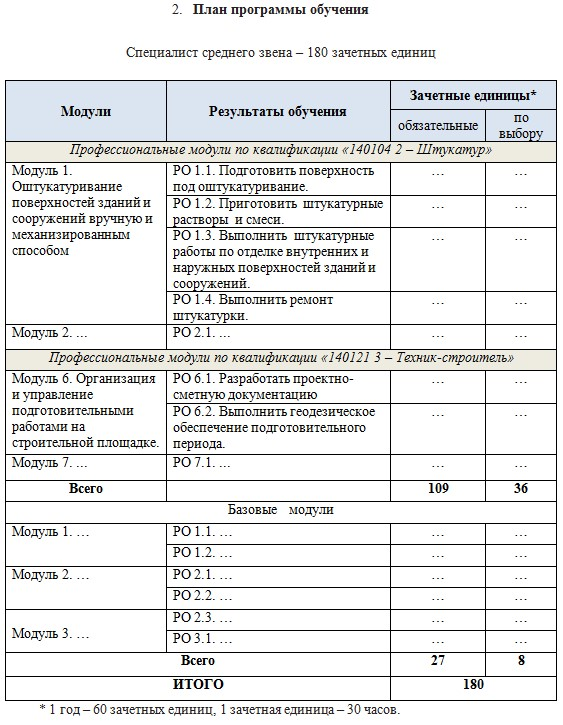 2. План программы обучения
Специалист среднего звена – 180 зачетных единиц
Модули
Результаты обучения
Зачетные единицы*
обязательные
по
выбору
Профессиональные модули по квалификации «140104 2 – Штукатур»
Модуль 1.
Оштукатуривание
поверхностей зданий и
сооружений вручную и
механизированным
способом
РО 1.1. Подготовить поверхность
под оштукатуривание.
… …
РО 1.2. Приготовить штукатурные
растворы и смеси.
… …
РО 1.3. Выполнить штукатурные
работы по отделке внутренних и
наружных поверхностей зданий и
сооружений.
… …
РО 1.4. Выполнить ремонт
штукатурки.
… …
Модуль 2. … РО 2.1. … … …
Профессиональные модули по квалификации «140121 3 – Техник-строитель»
Модуль 6. Организация
и управление
подготовительными
работами на
строительной площадке.
РО 6.1. Разработать проектно-
сметную документацию
… …
РО 6.2. Выполнить геодезическое
обеспечение подготовительного
периода.
… …
Модуль 7. … РО 7.1. … … …
Всего 109 36
Базовые модули
Модуль 1. … РО 1.1. … … …
РО 1.2. … … …
Модуль 2. … РО 2.1. … … …
РО 2.2. … … …
Модуль 3. … РО 2.3. … … …
РО 3.1. … … …
Всего 27 8
ИТОГО 180
* 1 год – 60 зачетных единиц, 1 зачетная единица – 30 часов.